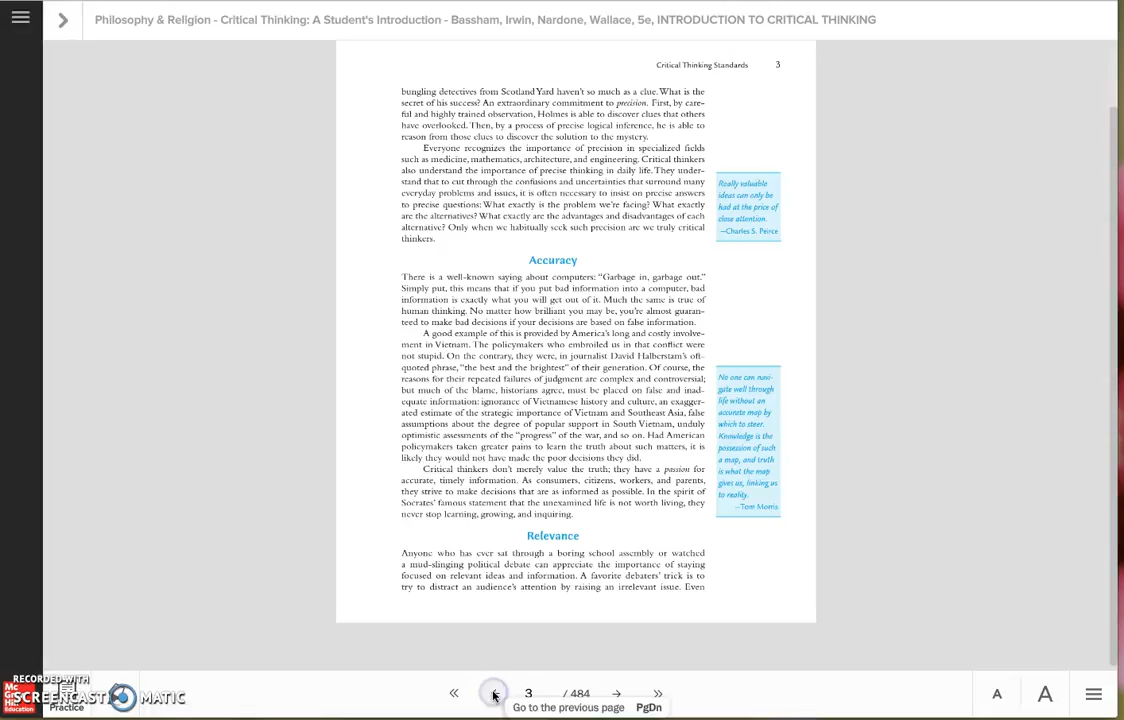 Philosophy & Religion - Critical Thinking: A Student's Introduction - Bassham, Irwin, Nardone, Wallace, 5e, INTRODUCTION TO CRITICAL THINKING
Critical Thinking Standards 3
bungling detectives from Scotland Yard haven't so much as a clue. What is the
secret of his success? An extraordinary commitment to precision. First, by care-
ful and highly trained observation, Holmes is able to discover clues that others
have overlooked. Then, by a process of precise logical inference, he is able to
reason from those clues to discover the solution to the mystery.
Everyone recognizes the importance of precision in specialized fields
such as medicine, mathematics, architecture, and engineering. Critical thinkers
also understand the importance of precise thinking in daily life. They under-
stand that to cut through the confusions and uncertainties that surround many
everyday problems and issues, it is often necessary to insist on precise answers
to precise questions: What exactly is the problem we're facing? What exactly
are the alternatives? What exactly are the advantages and disadvantages of each
alternative? Only when we habitually seek such precision are we truly critical
thinkers.
Really valuable
ideas can only be
had at the price of
close attention.
—Charles S. Peirce
Accuracy
There is a well-known saying about computers: "Garbage in, garbage out."
Simply put, this means that if you put bad information into a computer, bad
information is exactly what you will get out of it. Much the same is true of
human thinking. No matter how brilliant you may be, you're almost guaran-
teed to make bad decisions if your decisions are based on false information.
A good example of this is provided by America's long and costly involve-
ment in Vietnam. The policymakers who embroiled us in that conflict were
not stupid. On the contrary, they were, in journalist David Halberstam's oft-
quoted phrase, "the best and the brightest" of their generation. Of course, the
reasons for their repeated failures of judgment are complex and controversial;
but much of the blame, historians agree, must be placed on false and inad-
equate information: ignorance of Vietnamese history and culture, an exagger-
ated estimate of the strategic importance of Vietnam and Southeast Asia, false
assumptions about the degree of popular support in South Vietnam, unduly
optimistic assessments of the "progress" of the war, and so on. Had American
policymakers taken greater pains to learn the truth about such matters, it is
likely they would not have made the poor decisions they did.
Critical thinkers don't merely value the truth; they have a passion for
accurate, timely information. As consumers, citizens, workers, and parents,
they strive to make decisions that are as informed as possible. In the spirit of
Socrates' famous statement that the unexamined life is not worth living, they
never stop learning, growing, and inquiring.
No one can navi-
gate well through
life without an
accurate map by
which to steer.
Knowledge is the
possession of such
a map, and truth
is what the map
gives us, linking us
to reality.
—Tom Morris
Relevance
Anyone who has ever sat through a boring school assembly or watched
a mud-slinging political debate can appreciate the importance of staying
focused on relevant ideas and information. A favorite debaters' trick is to
try to distract an audience's attention by raising an irrelevant issue. Even
RECORDED WITH
SCREENCAST MATIC
Mc
Graw
Hill
Education
Practice
3 / 484
Go to the previous page PgDn
A A